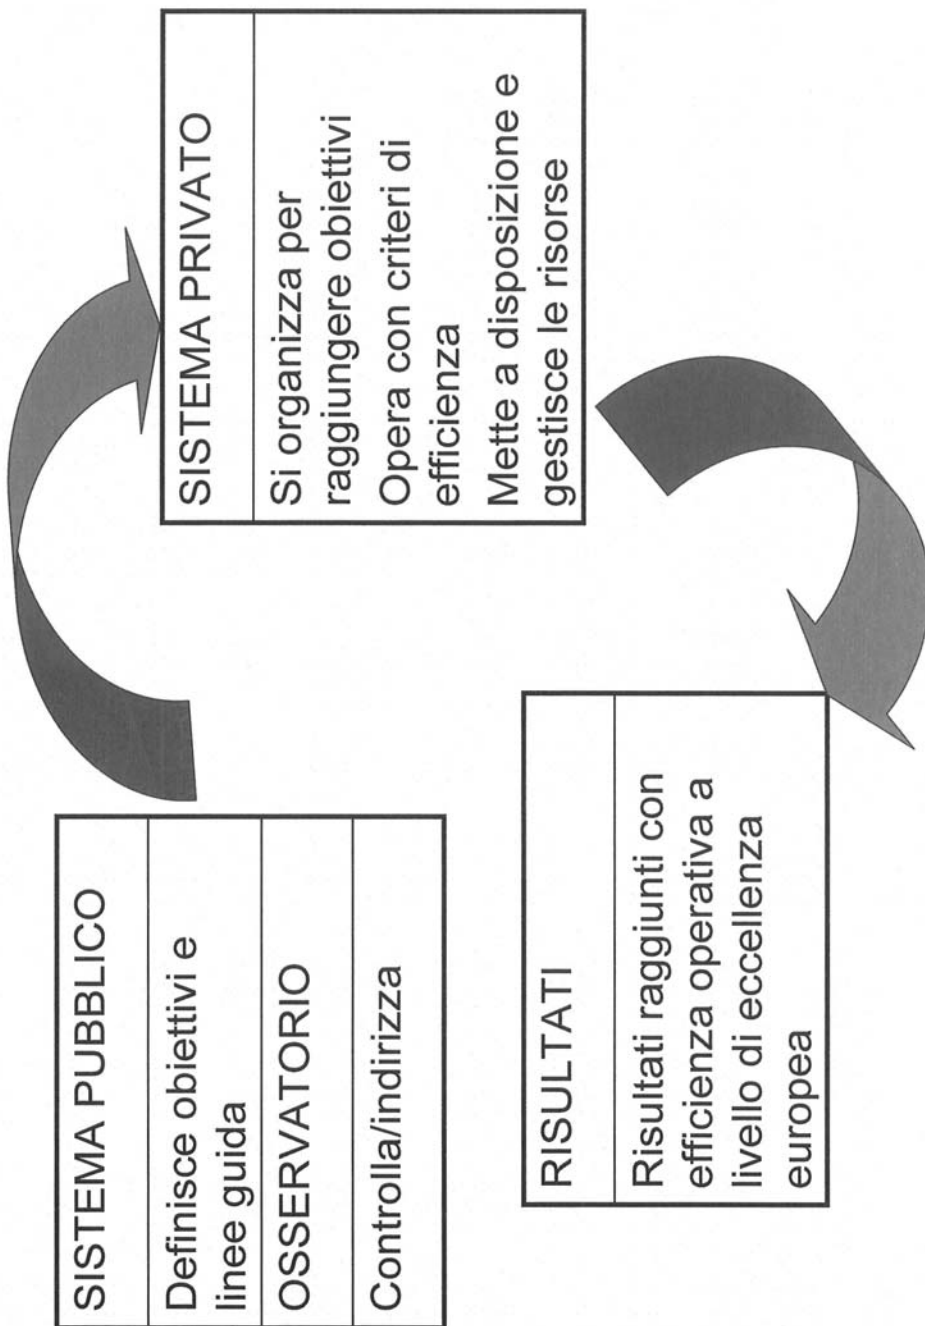 SISTEMA PUBBLICO
Definisce obiettivi e
linee guida
OSSERVATORIO
Controlla/indirizza
SISTEMA PRIVATO
Si organizza per
raggiungere obiettivi
Opera con criteri di
efficienza
Mette a disposizione e
gestisce le risorse
RISULTATI
Risultati raggiunti con
efficienza operativa a
livello di eccellenza
europea